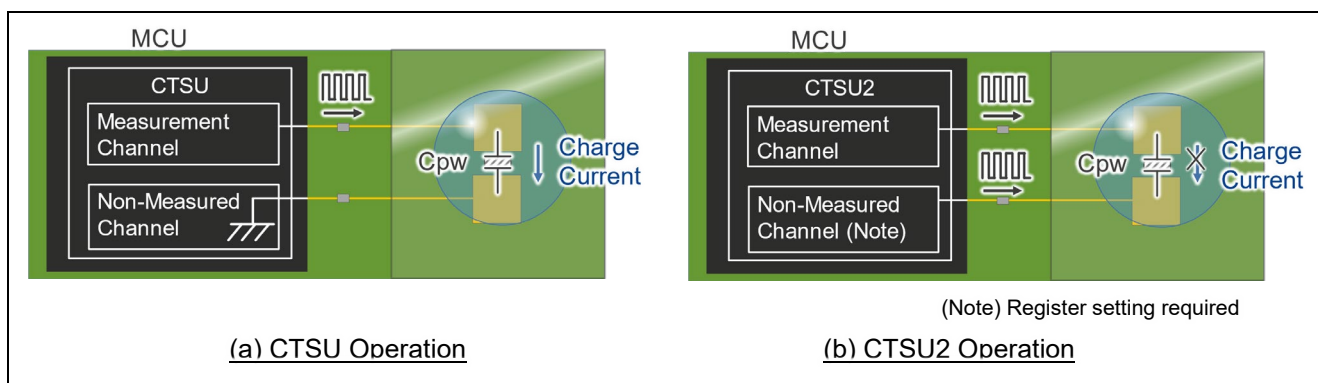 MCU
CTSU
Measurement
Channel
Non-Measured
Channel
Cpw
Charge
Current
(a) CTSU Operation
MCU
CTSU2
Measurement
Channel
Non-Measured
Channel (Note)
Cpw
Charge
Current
(Note) Register setting required
(b) CTSU2 Operation